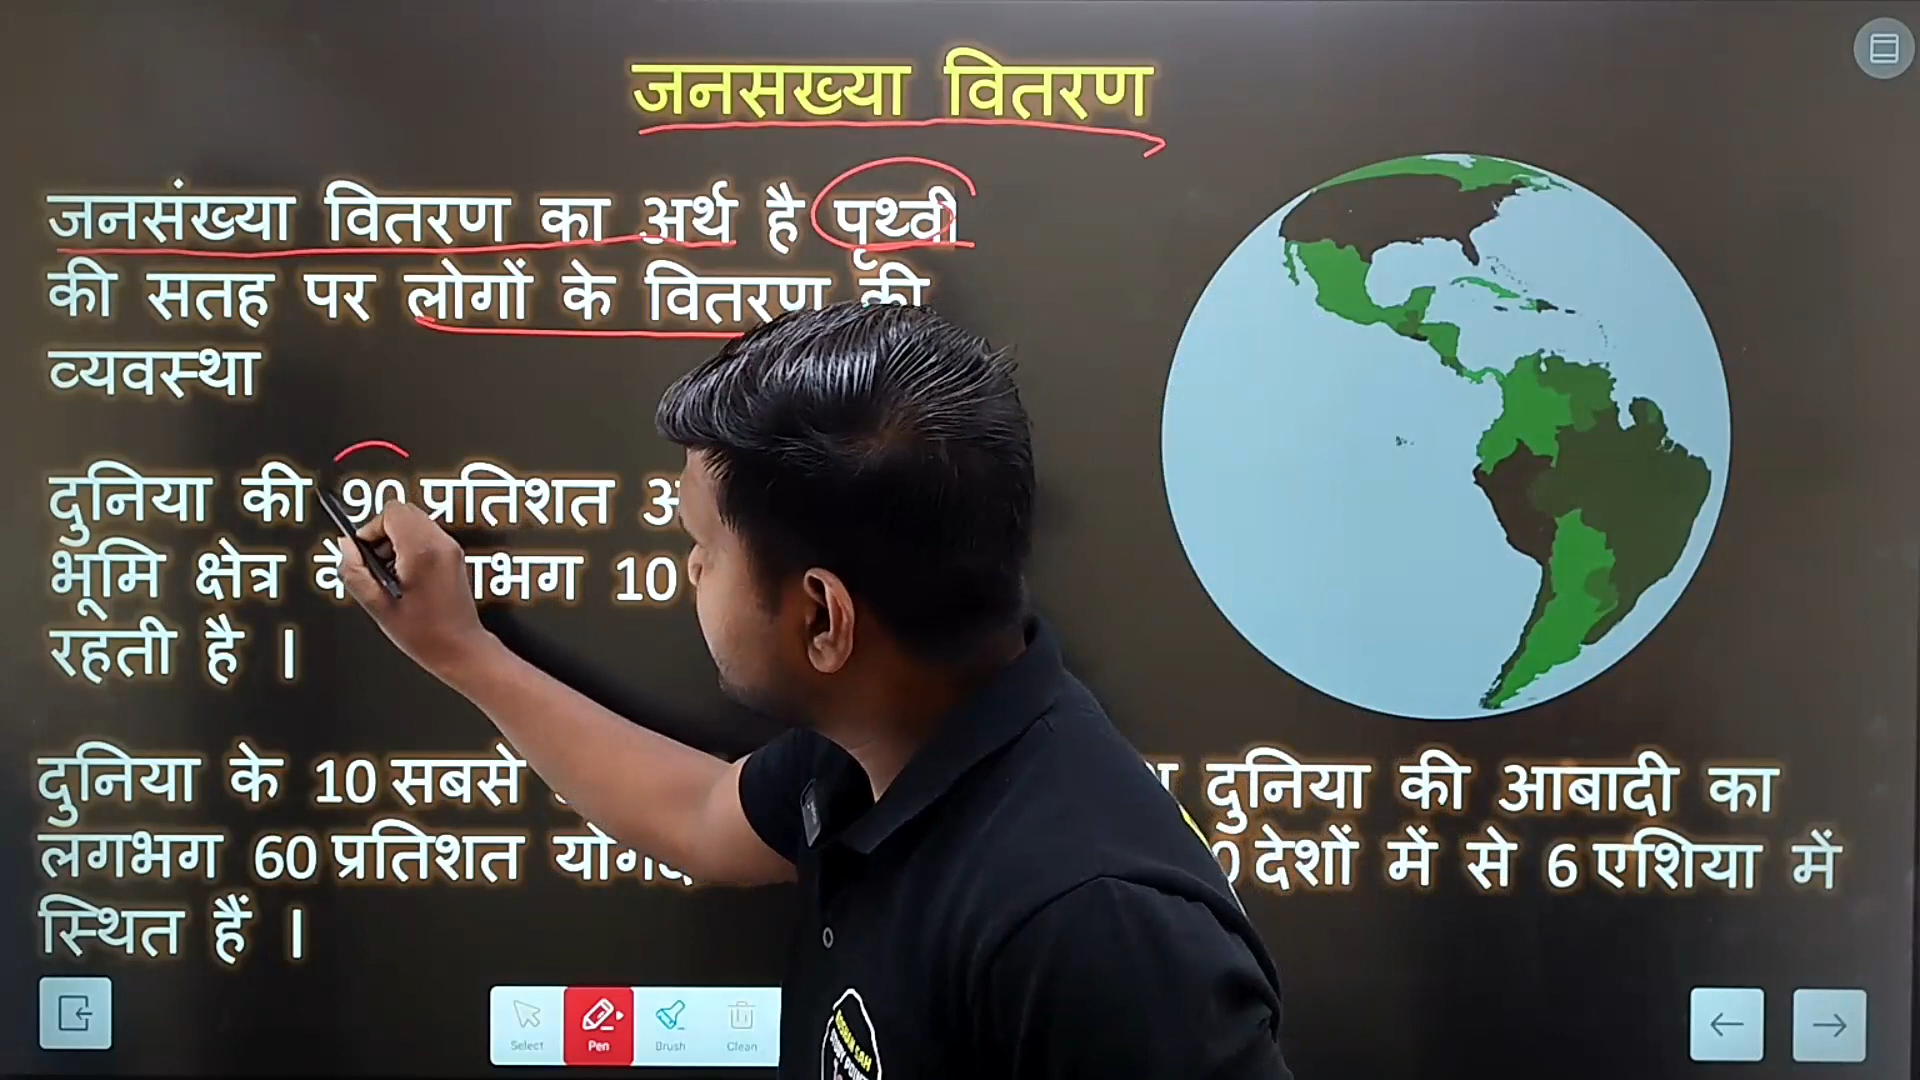 जनसख्या वितरण
जनसंख्या वितरण का अर्थ है पृथ्वी
की सतह पर लोगों के वितरण की
व्यवस्था
दुनिया की 90 प्रतिशत
भूमि क्षेत्र 10
रहती है ।
दुनिया के 10 सबसे दुनिया की आबादी का
लगभग 60 प्रतिशत देशों में से 6 एशिया में
स्थित हैं ।
Select Pen Brush Clean